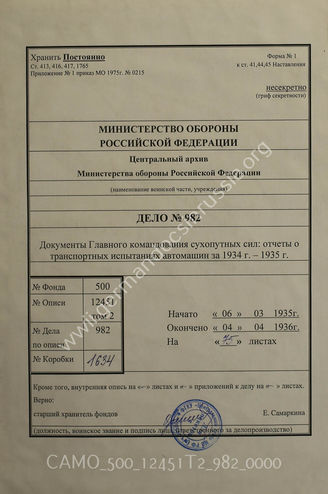 Хранить Постоянно
Форма № 1
Ст. 413, 416, 417, 1765
к ст. 41,44,45 Наставления
Приложение № 1 приказ МО 1975г. № 0215
несекретно
(гриф секретности)
МИНИСТЕРСТВО ОБОРОНЫ
РОССИЙСКОЙ ФЕДЕРАЦИИ
Центральный архив
Министерства обороны Российской Федерации
(наименование воинской части, учреждения)
ДЕЛО № 982
Документы Главного командования сухопутных сил: отчеты о
транспортных испытаниях автомашин за 1934 г. – 1935 г.
№ Фонда 500
№ Описи 12451
том 2
№ Дела 982
по описи
№ Коробки 1634
Начато « 06 » 03 1935г.
Окончено « 04 » 04 1936г.
На « 75 » листах
Кроме того, внутренняя опись на «-» листах и «- » приложений к делу на «- » листах.
Верно:
старший хранитель фондов Е. Самаркина
(должность, воинское звание и подпись лица, ответственного за делопроизводство)
www.germandocsinrussia.org
CAMO_500_12451T2_982_0000